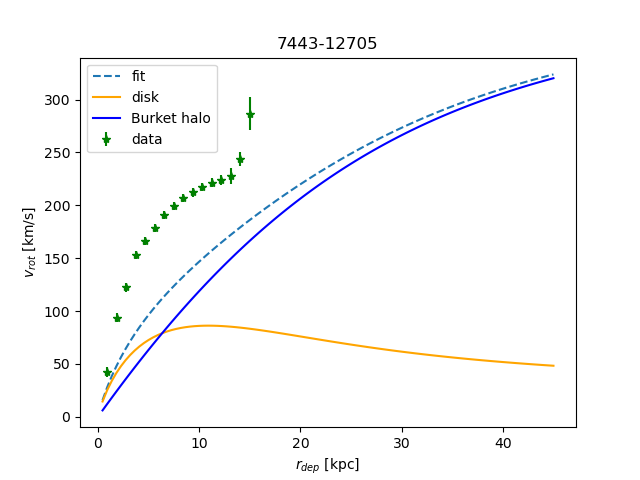 7443-12705
fit
disk
Burket halo
data
300
250
200
150
100
50
0
v_rot [km/s]
0 10 20 30 40
r_dep [kpc]